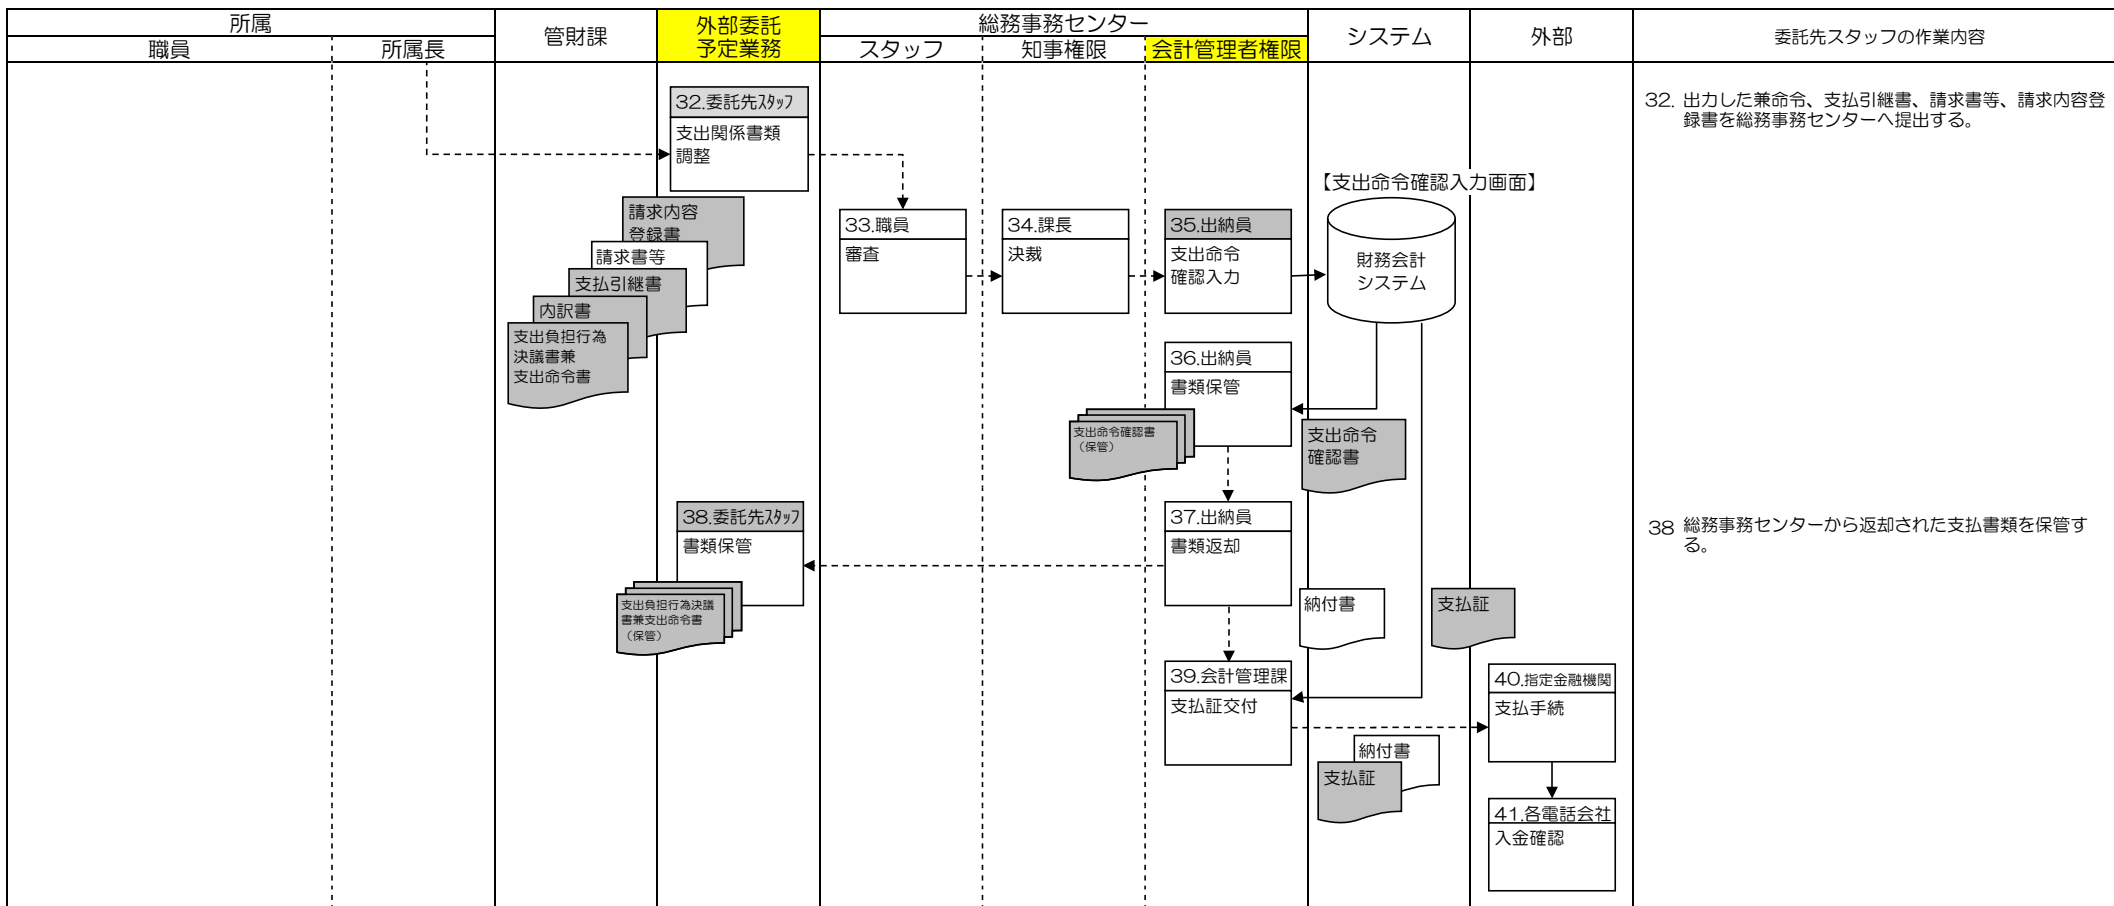 所属
職員
所属長
管財課
外部委託
予定業務
総務事務センター
スタッフ
知事権限
会計管理者権限
システム
外部
委託先スタッフの作業内容
32.委託先ｽﾀｯﾌ
支出関係書類
調整
32. 出力した兼命令、支払引継書、請求書等、請求内容登
録書を総務事務センターへ提出する。
請求内容
登録書
請求書等
支払引継書
内訳書
支出負担行為
決議書兼
支出命令書
33.職員
審査
34.課長
決裁
35.出納員
支出命令
確認入力
【支出命令確認入力画面】
財務会計
システム
36.出納員
書類保管
支出命令確認書
（保管）
支出命令
確認書
37.出納員
書類返却
38.委託先ｽﾀｯﾌ
書類保管
38 総務事務センターから返却された支払書類を保管す
る。
支出負担行為決議
書兼支出命令書
（保管）
納付書
支払証
39.会計管理課
支払証交付
40.指定金融機関
支払手続
納付書
支払証
41.各電話会社
入金確認